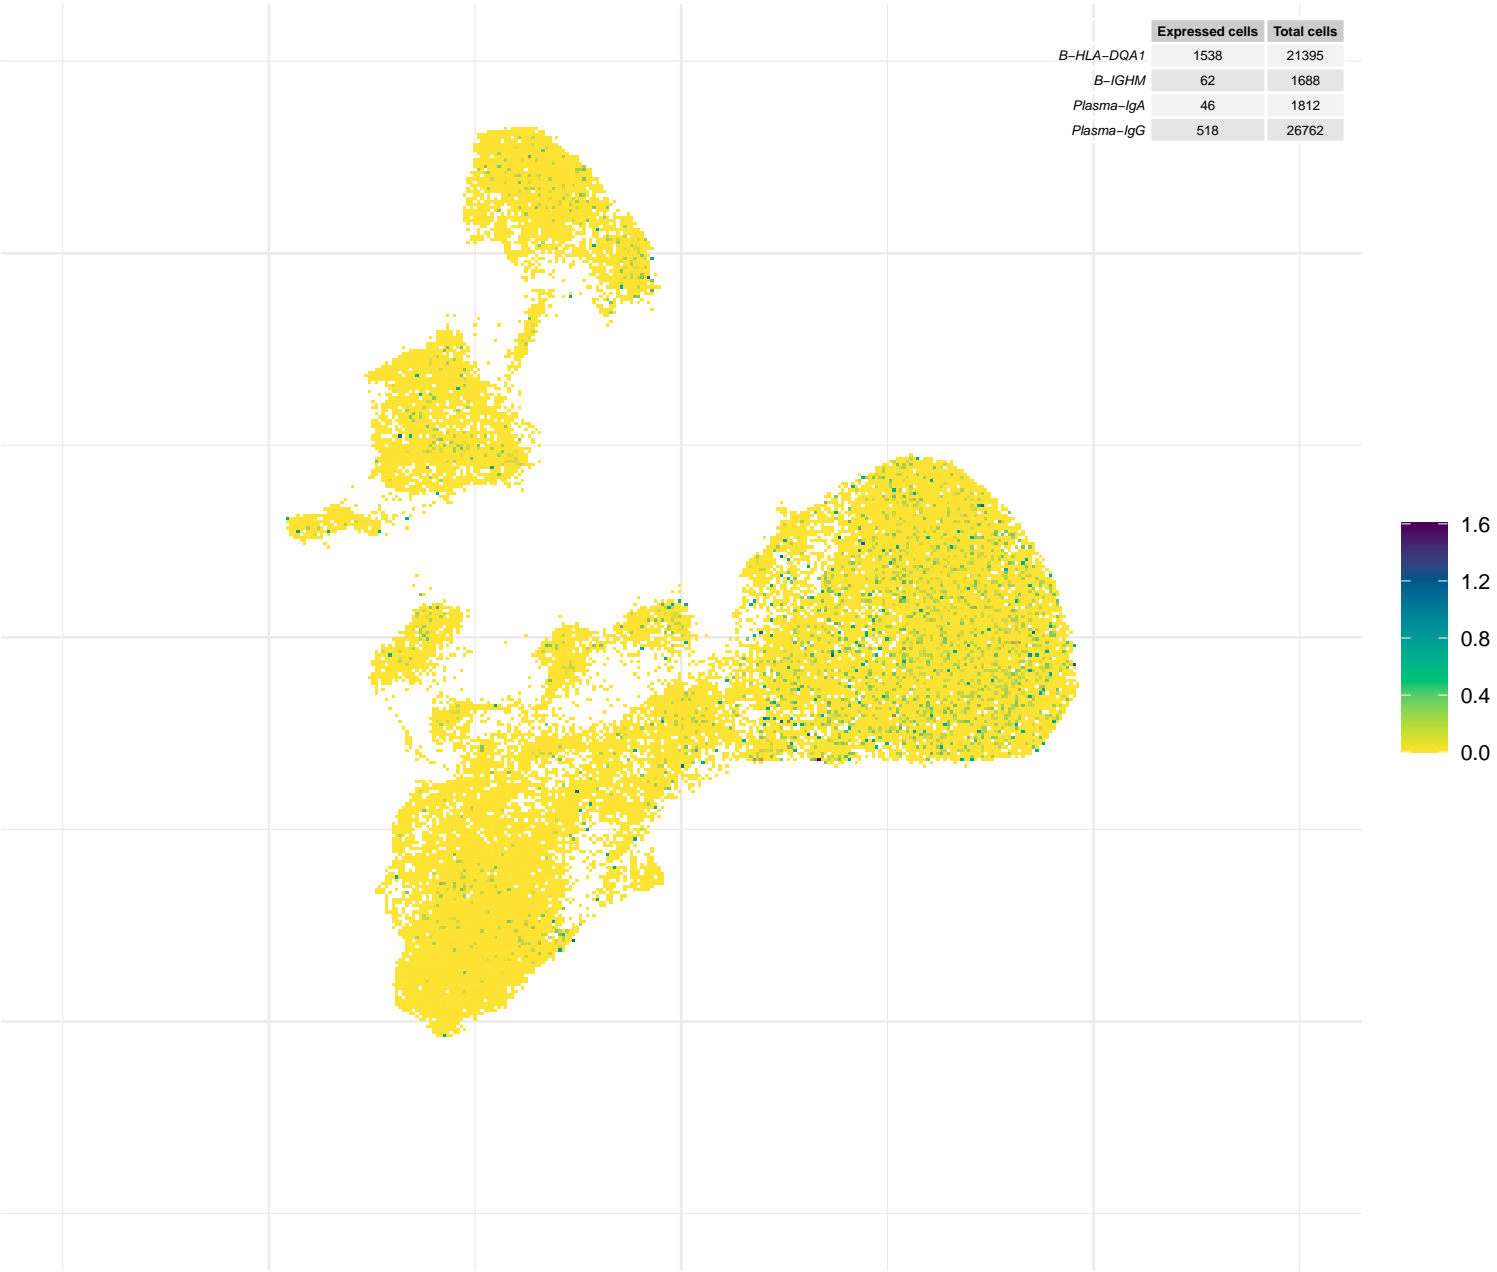 Expressed cells Total cells
B–HLA–DQA1 1538 21395
B–IGHM 62 1688
Plasma–IgA 46 1812
Plasma–IgG 518 26762
1.6
1.2
0.8
0.4
0.0